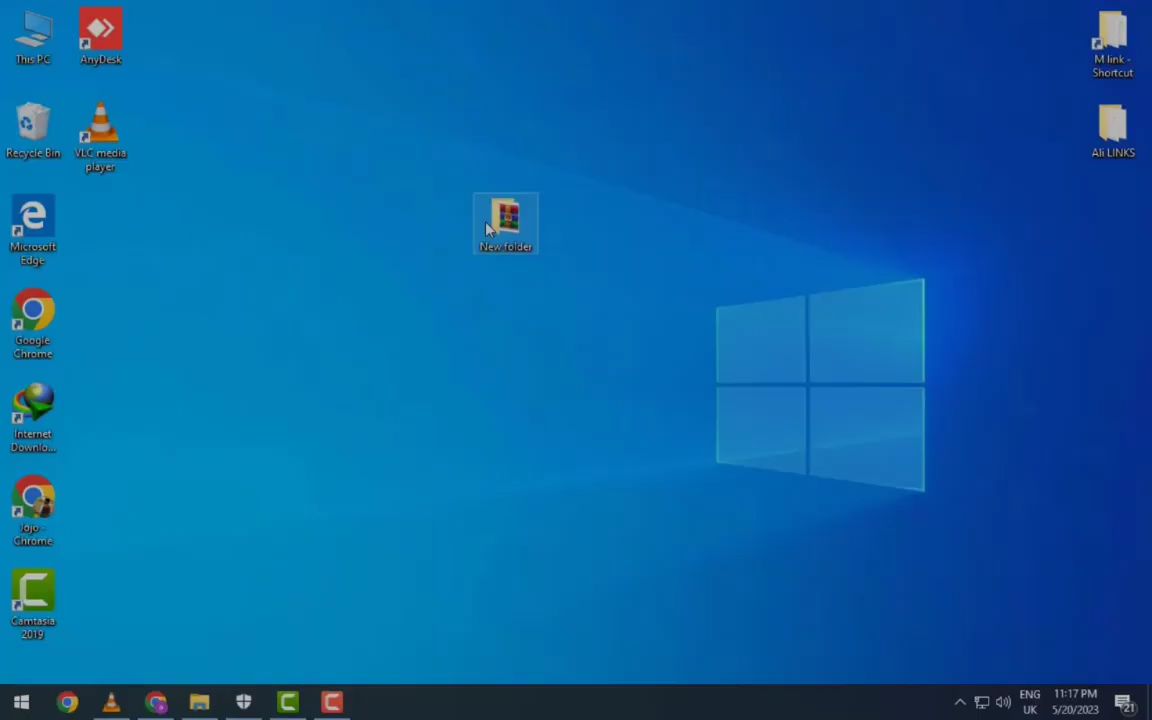 This PC
AnyDesk
M link -
Shortcut
Recycle Bin
VLC media
player
Ali LINKS
Microsoft
Edge
New folder
Google
Chrome
Internet
Downlo...
Jojo -
Chrome
Camtasia
2019
ENG
UK
11:17 PM
5/20/2023
21